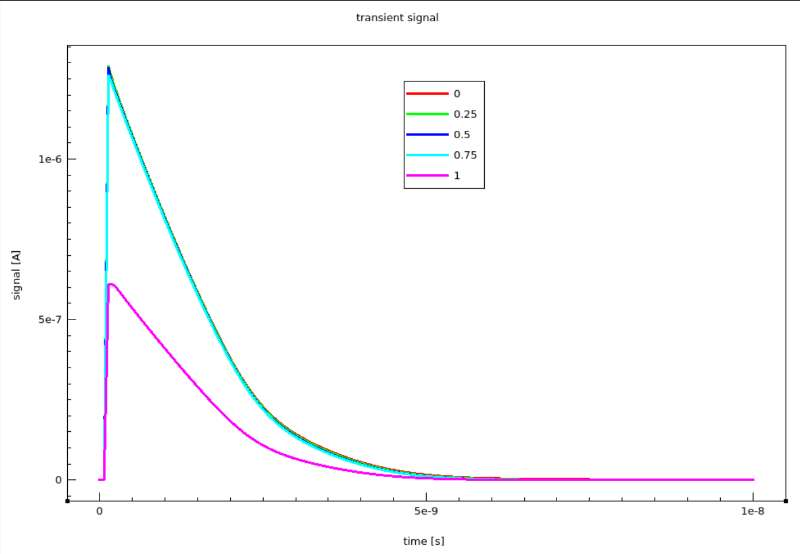 transient signal
0
0.25
0.5
0.75
1
1e-6
5e-7
0
signal [A]
0
5e-9
1e-8
time [s]